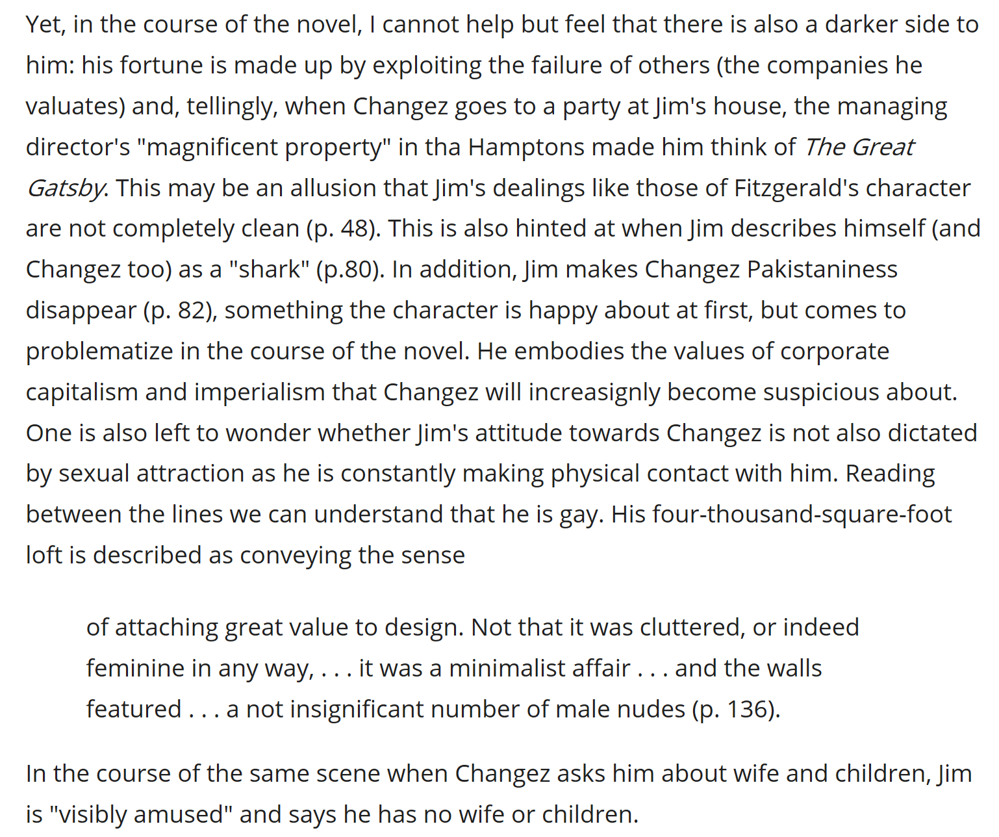 Yet, in the course of the novel, I cannot help but feel that there is also a darker side to
him: his fortune is made up by exploiting the failure of others (the companies he
valuates) and, tellingly, when Changez goes to a party at Jim's house, the managing
director's "magnificent property" in tha Hamptons made him think of The Great
Gatsby. This may be an allusion that Jim's dealings like those of Fitzgerald's character
are not completely clean (p. 48). This is also hinted at when Jim describes himself (and
Changez too) as a "shark" (p.80). In addition, Jim makes Changez Pakistaniness
disappear (p. 82), something the character is happy about at first, but comes to
problematize in the course of the novel. He embodies the values of corporate
capitalism and imperialism that Changez will increasignly become suspicious about.
One is also left to wonder whether Jim's attitude towards Changez is not also dictated
by sexual attraction as he is constantly making physical contact with him. Reading
between the lines we can understand that he is gay. His four-thousand-square-foot
loft is described as conveying the sense
of attaching great value to design. Not that it was cluttered, or indeed
feminine in any way, . . . it was a minimalist affair . . . and the walls
featured . . . a not insignificant number of male nudes (p. 136).
In the course of the same scene when Changez asks him about wife and children, Jim
is "visibly amused" and says he has no wife or children.